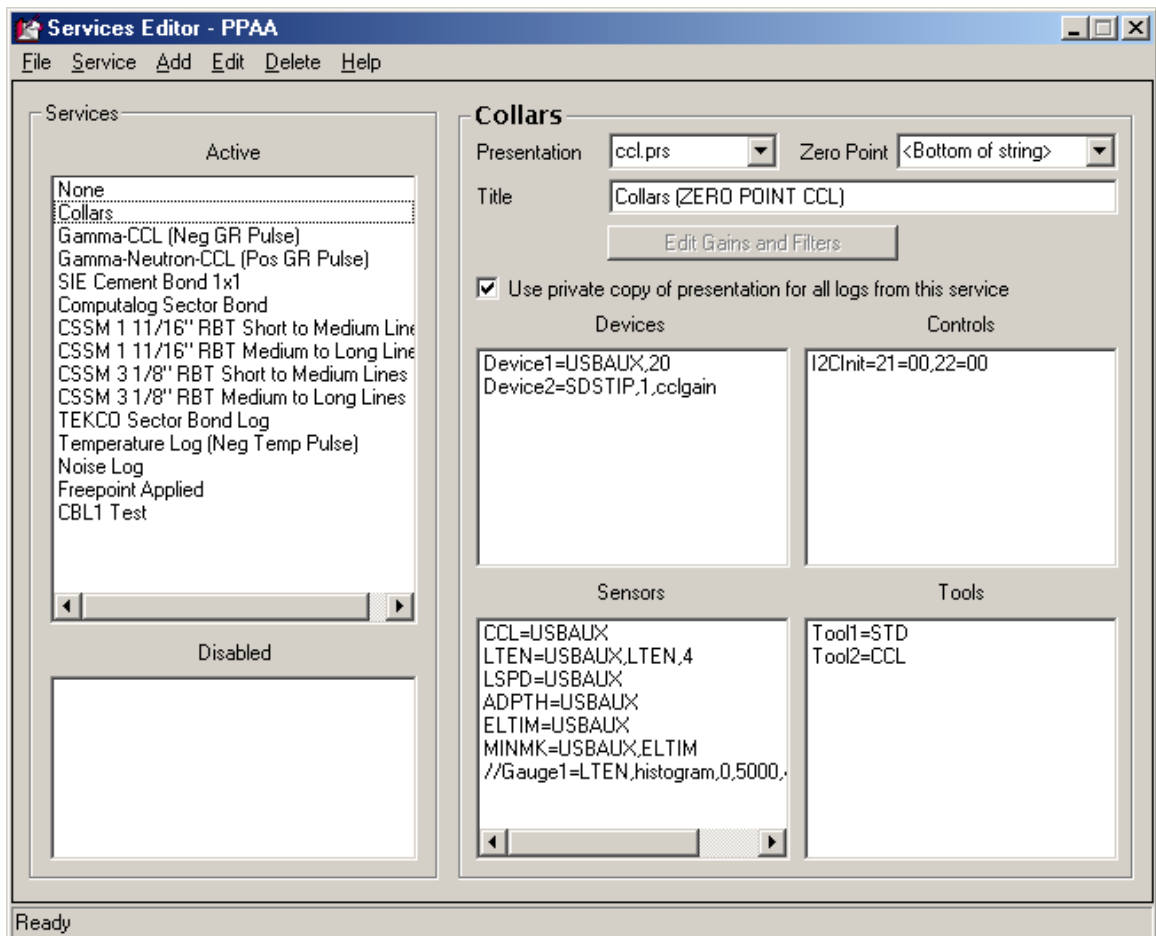 Services Editor - PPAA
File Service Add Edit Delete Help
Services
Active
None
Collars
Gamma-CCL (Neg GR Pulse)
Gamma-Neutron-CCL (Pos GR Pulse)
SIE Cement Bond 1x1
Computalog Sector Bond
CSSM 1 11/16" RBT Short to Medium Line
CSSM 1 11/16" RBT Medium to Long Line
CSSM 3 1/8" RBT Short to Medium Lines
CSSM 3 1/8" RBT Medium to Long Lines
TEKCO Sector Bond Log
Temperature Log (Neg Temp Pulse)
Noise Log
Freepoint Applied
CBL1 Test
Disabled
Collars
Presentation ccl.prs Zero Point <Bottom of string>
Title Collars (ZERO POINT CCL)
Edit Gains and Filters
Use private copy of presentation for all logs from this service
Devices
Device1=USBAUX,20
Device2=SDSTIP,1,cclgain
Controls
I2CInit=21=00,22=00
Sensors
CCL=USBAUX
LTEN=USBAUX,LTEN,4
LSPD=USBAUX
ADPTH=USBAUX
ELTIM=USBAUX
MINMK=USBAUX,ELTIM
//Gauge1=LTEN,histogram,0,5000,
Tools
Tool1=STD
Tool2=CCL
Ready